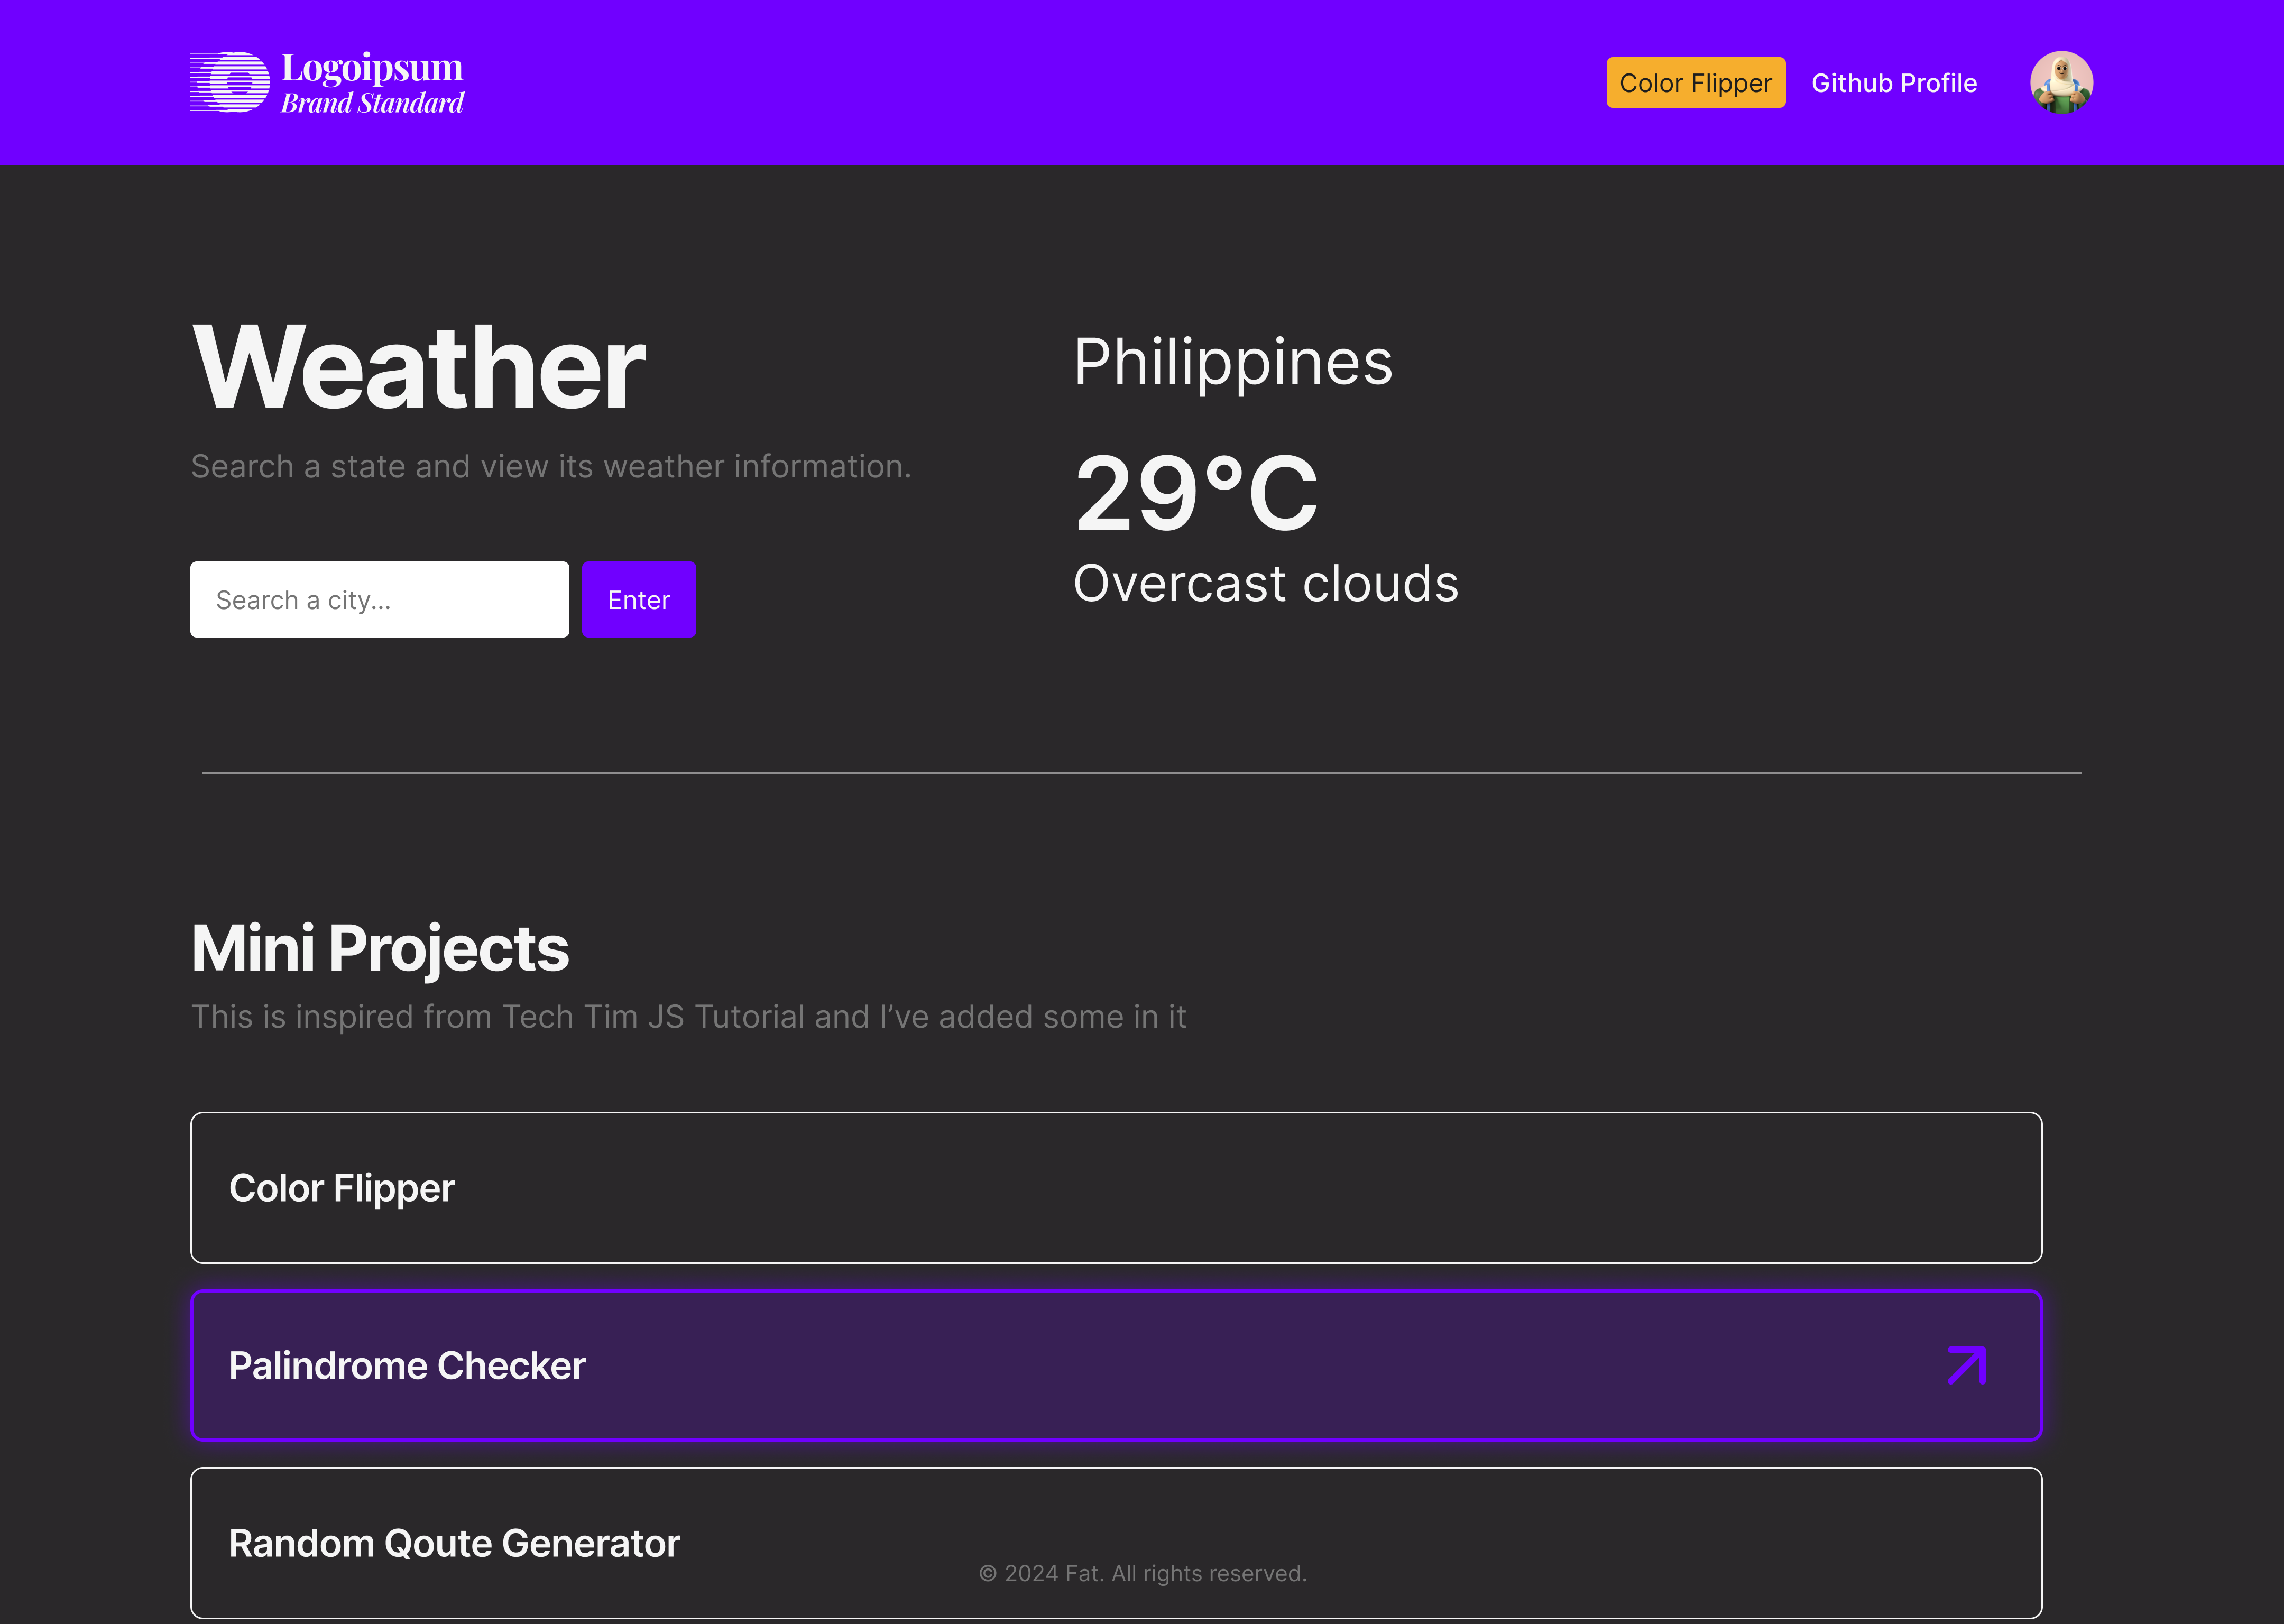 Logoipsum
Brand Standard
Color Flipper
Github Profile
Weather
Search a state and view its weather information.
Search a city...
Enter
Philippines
29°C
Overcast clouds
Mini Projects
This is inspired from Tech Tim JS Tutorial and I’ve added some in it
Color Flipper
Palindrome Checker
Random Qoute Generator
© 2024 Fat. All rights reserved.